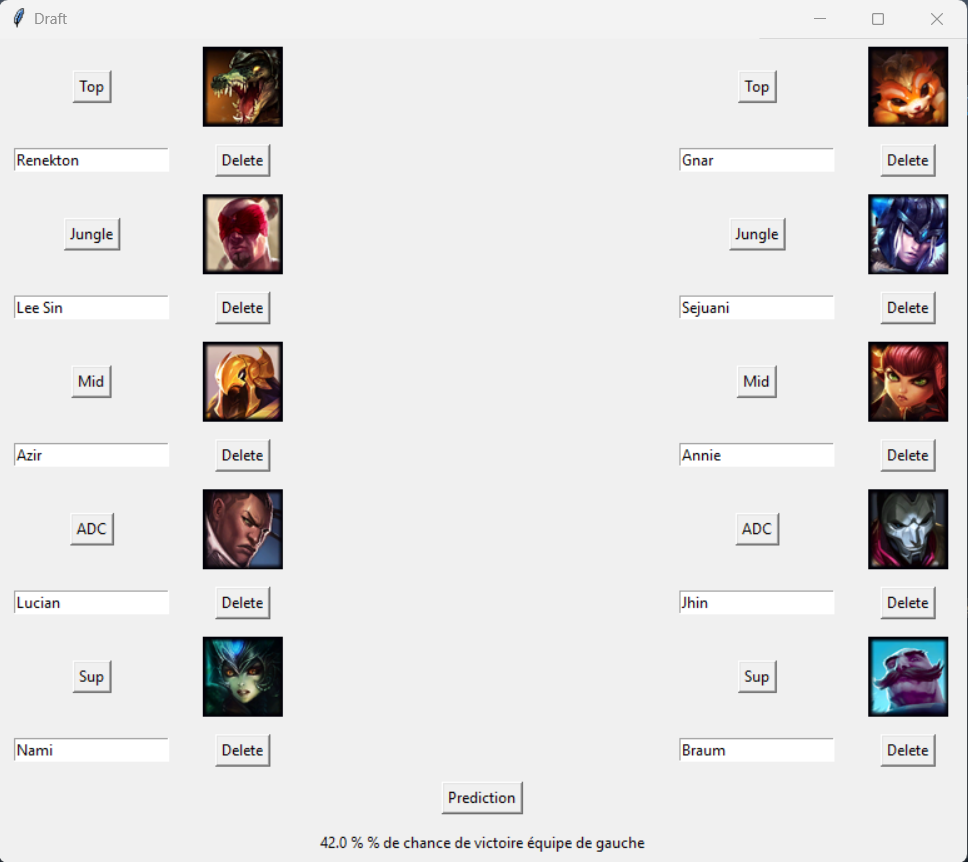 Draft
Top Top
Renekton Delete Gnar Delete
Jungle Jungle
Lee Sin Delete Sejuani Delete
Mid Mid
Azir Delete Annie Delete
ADC ADC
Lucian Delete Jhin Delete
Sup Sup
Nami Delete Braum Delete
Prediction
42.0 % % de chance de victoire équipe de gauche